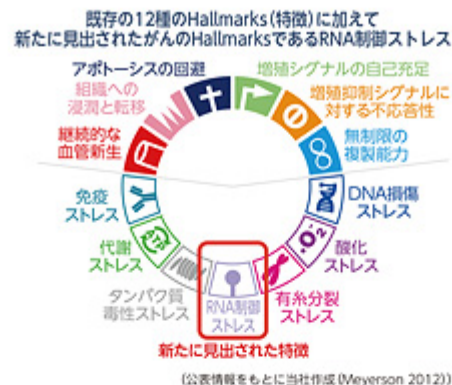 既存の12種のHallmarks(特徴)に加えて
新たに見出されたがんのHallmarksであるRNA制御ストレス
アポトーシスの回避
増殖シグナルの自己充足
組織への
浸潤と転移
増殖抑制シグナルに
対する不応答性
継続的な
血管新生
無制限の
複製能力
免疫
ストレス
DNA損傷
ストレス
代謝
ストレス
ATP
O₂
酸化
ストレス
タンパク質
毒性ストレス
RNA制御
ストレス
有糸分裂
ストレス
新たに見出された特徴
(公表情報をもとに当社作成(Meyerson 2012))